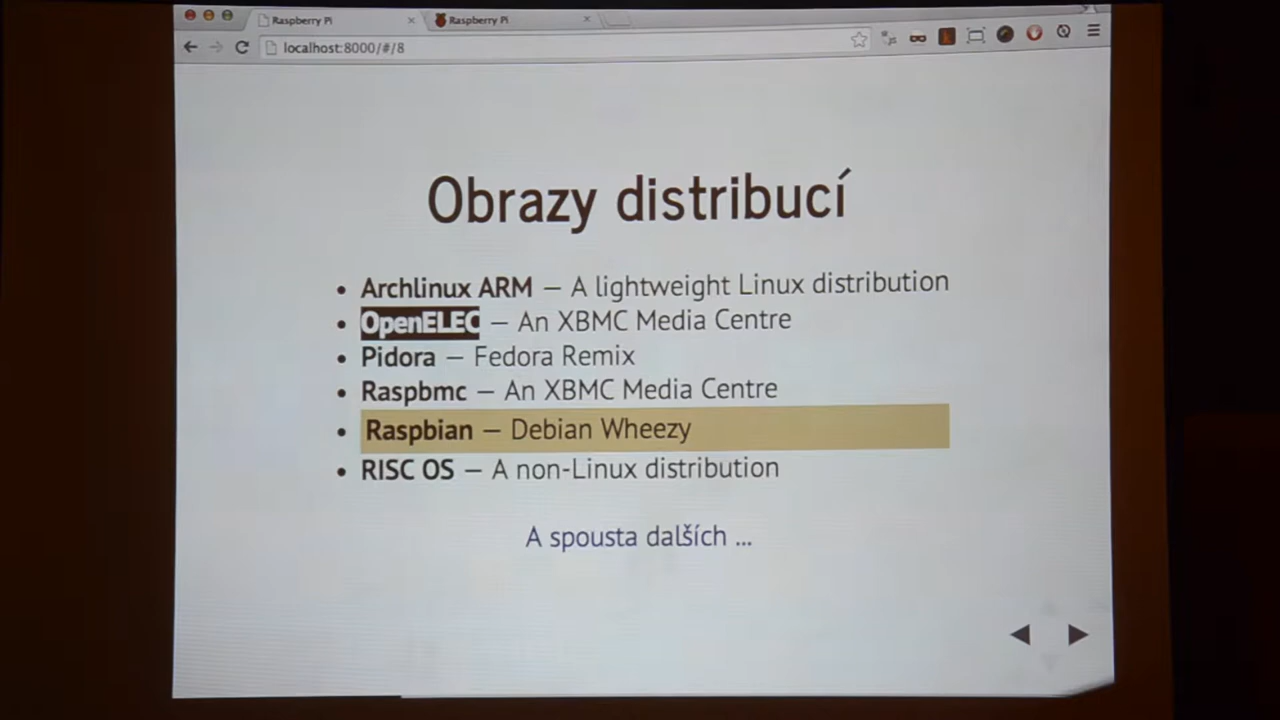 Raspberry Pi
Raspberry Pi
localhost:8000/#/8
Obrazy distribucí
• Archlinux ARM – A lightweight Linux distribution
• OpenELEC – An XBMC Media Centre
• Pidora – Fedora Remix
• Raspbmc – An XBMC Media Centre
• Raspbian – Debian Wheezy
• RISC OS – A non-Linux distribution
A spousta dalších ...